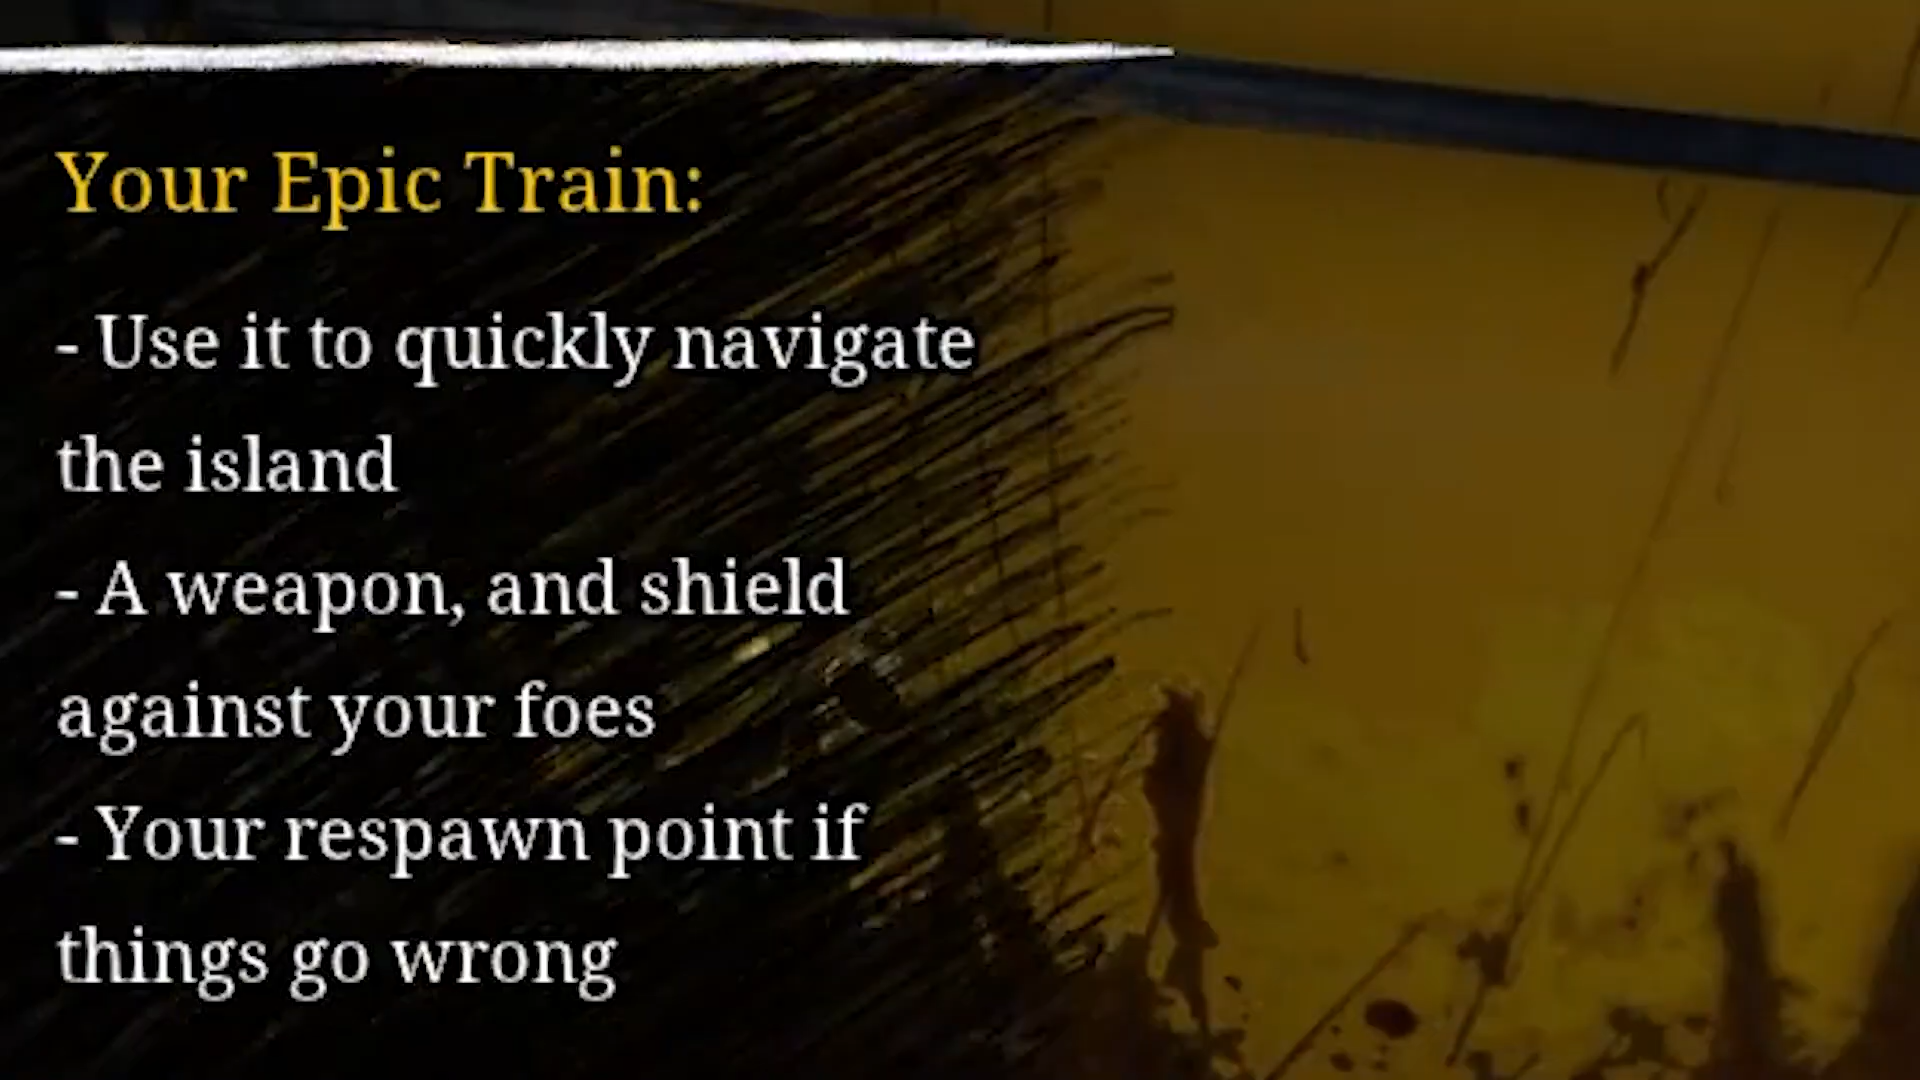 Your Epic Train:
- Use it to quickly navigate
the island
- A weapon, and shield
against your foes
- Your respawn point if
things go wrong